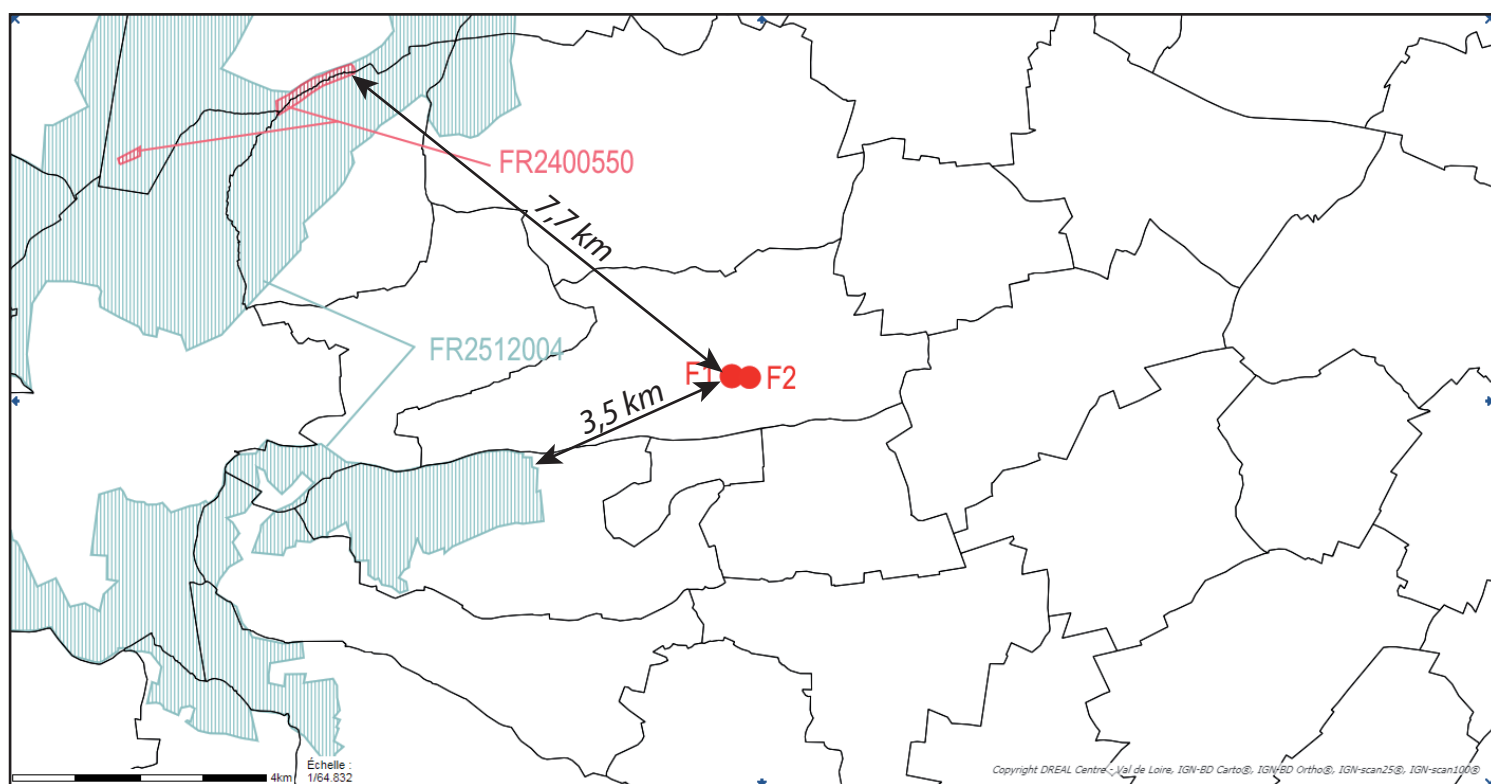 FR2400550
7,7 km
FR2512004
F1
F2
3,5 km
4km
Échelle :
1/64.832
Copyright DREAL Centre - Val de Loire, IGN-BD Carto®, IGN-BD Ortho®, IGN-scan25®, IGN-scan100®